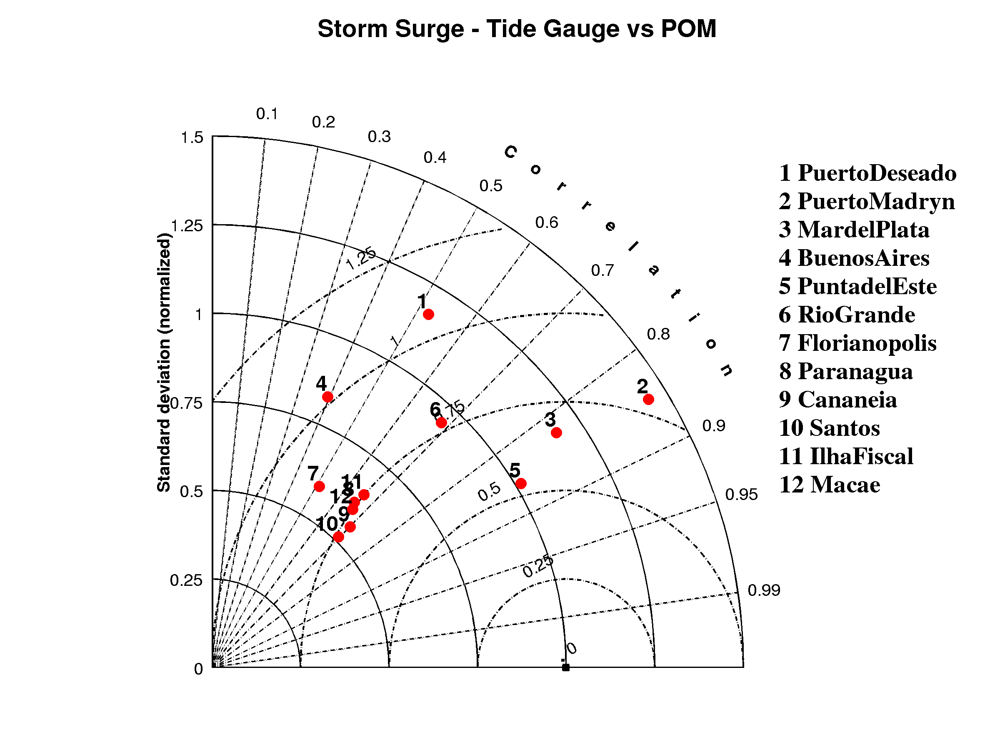 Storm Surge - Tide Gauge vs POM
0.1
0.2
0.3
0.4
0.5
0.6
0.7
0.8
0.9
0.95
0.99
Correlation
1.5
1.25
1
0.75
0.5
0.25
0
Standard deviation (normalized)
1.25
1
0.75
0.5
0.25
0
1
2
3
4
5
6
7
8
9
10
11
12
1 PuertoDeseado
2 PuertoMadryn
3 MardelPlata
4 BuenosAires
5 PuntadelEste
6 RioGrande
7 Florianopolis
8 Paranagua
9 Cananeia
10 Santos
11 IlhaFiscal
12 Macae